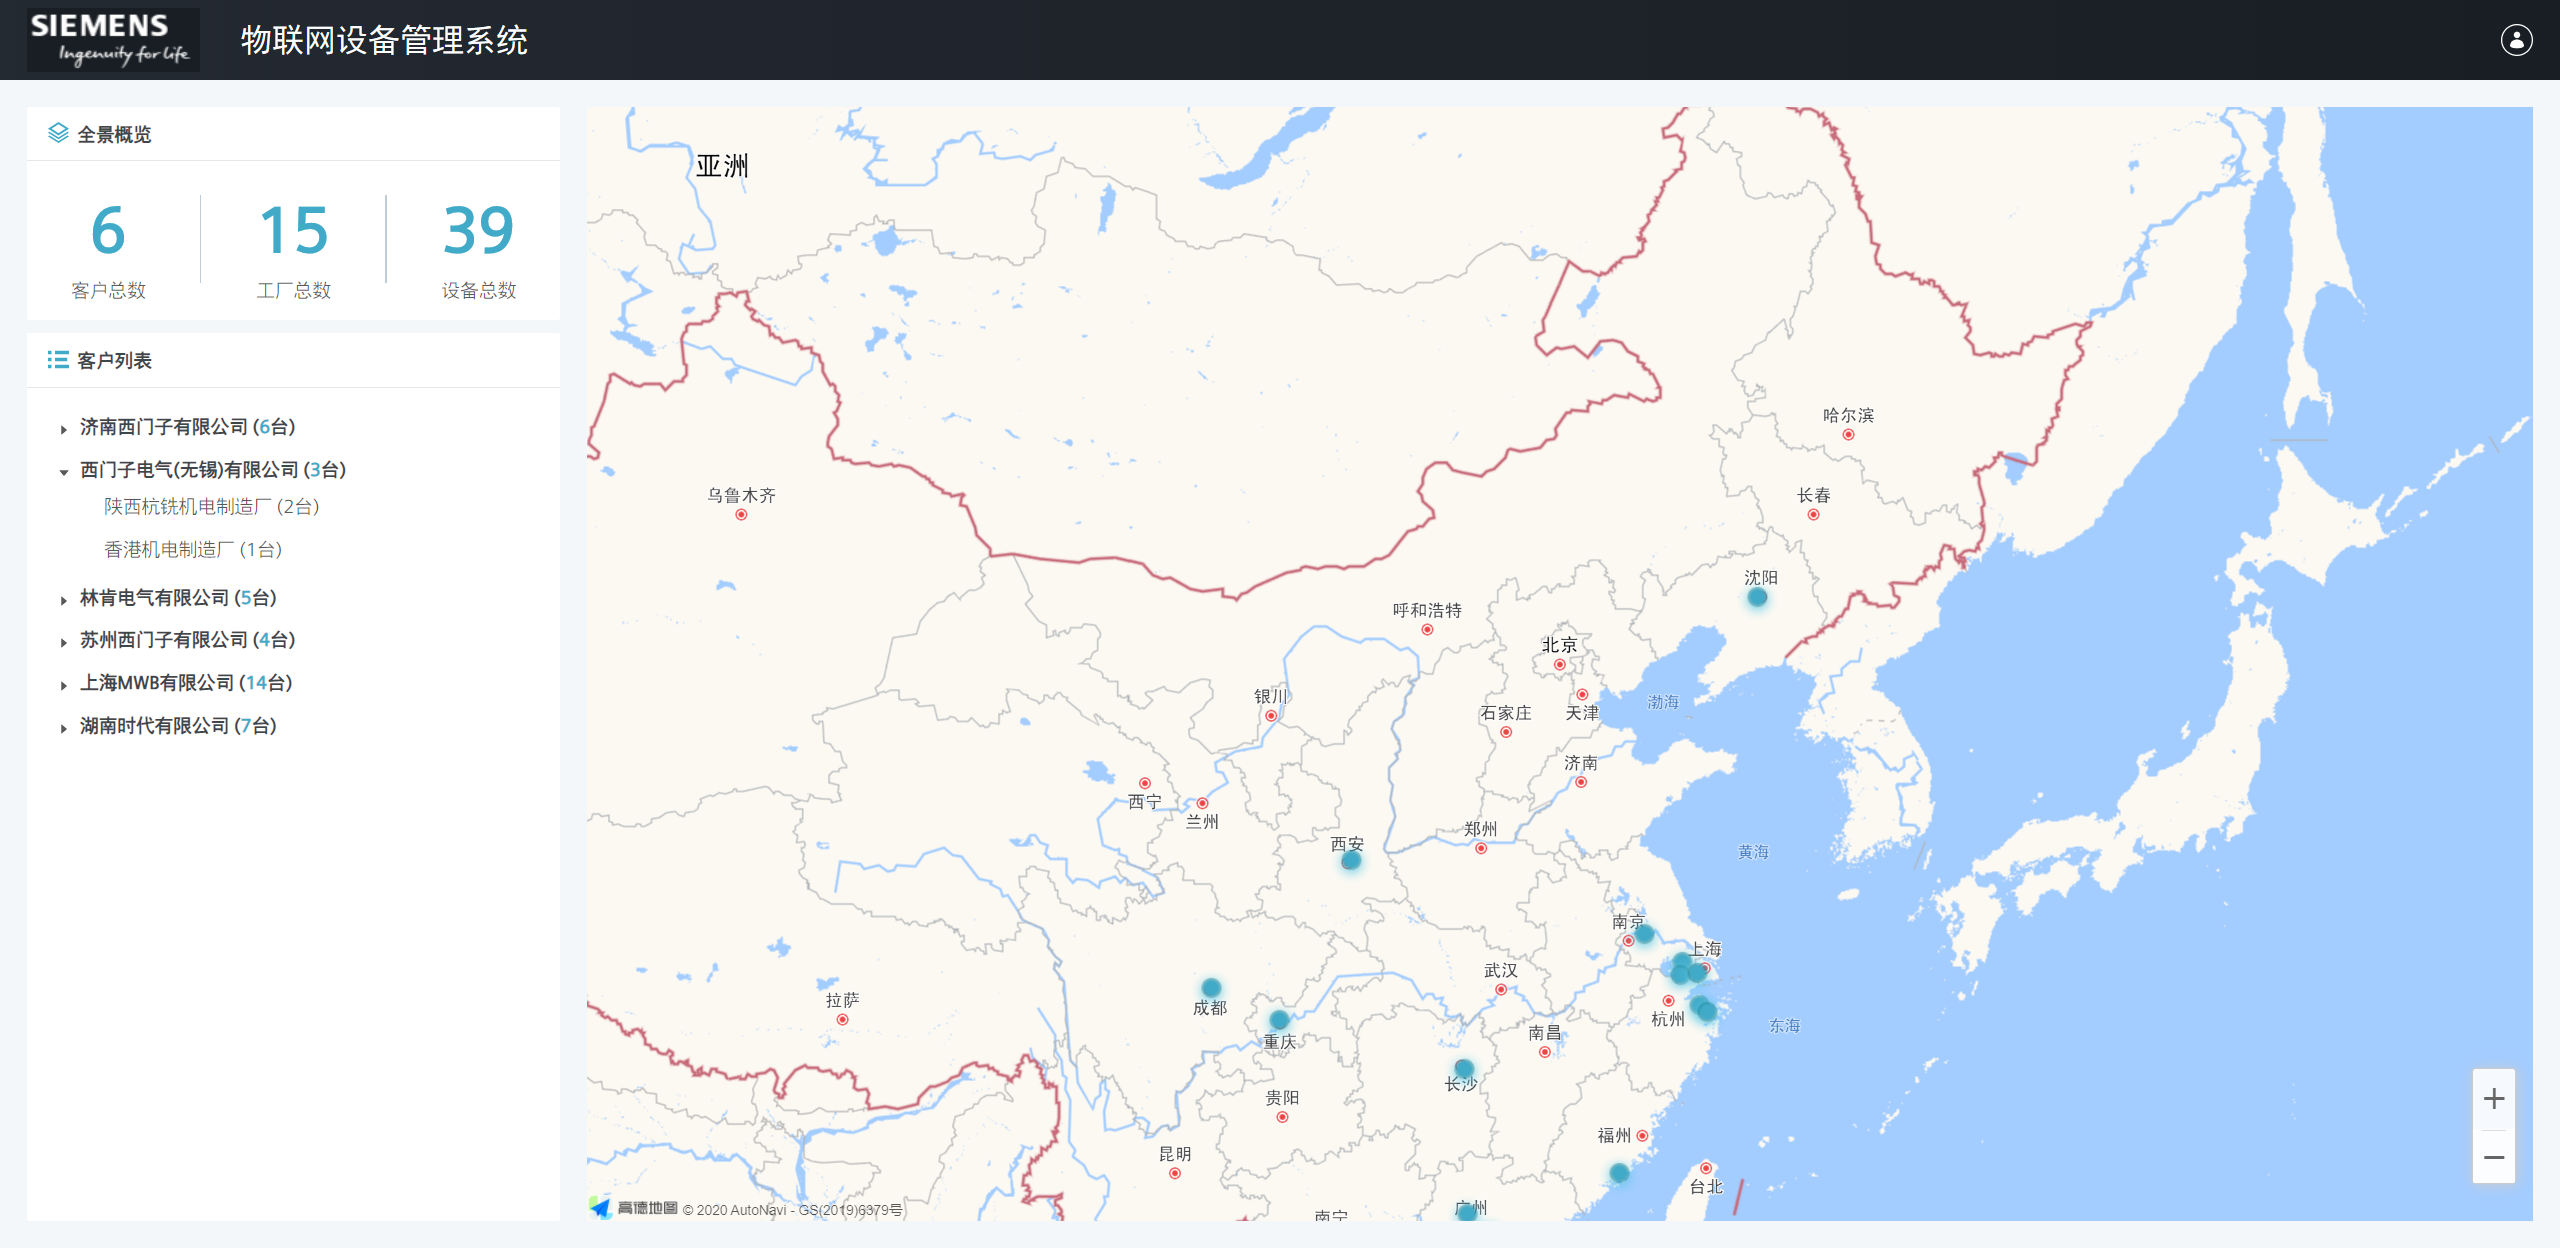 SIEMENS
Ingenuity for life
物联网设备管理系统
全景概览
6
15
39
客户总数
工厂总数
设备总数
客户列表
济南西门子有限公司 (6台)
西门子电气(无锡)有限公司 (3台)
陕西杭铣机电制造厂 (2台)
香港机电制造厂 (1台)
林肯电气有限公司 (5台)
苏州西门子有限公司 (4台)
上海MWB有限公司 (14台)
湖南时代有限公司 (7台)
亚洲
哈尔滨
乌鲁木齐
长春
沈阳
呼和浩特
北京
银川
渤海
石家庄
天津
济南
西宁
兰州
郑州
西安
黄海
南京
上海
武汉
拉萨
成都
杭州
东海
南昌
重庆
长沙
贵阳
福州
昆明
台北
广州
南宁
高德地图 © 2020 AutoNavi - GS(2019)6379号